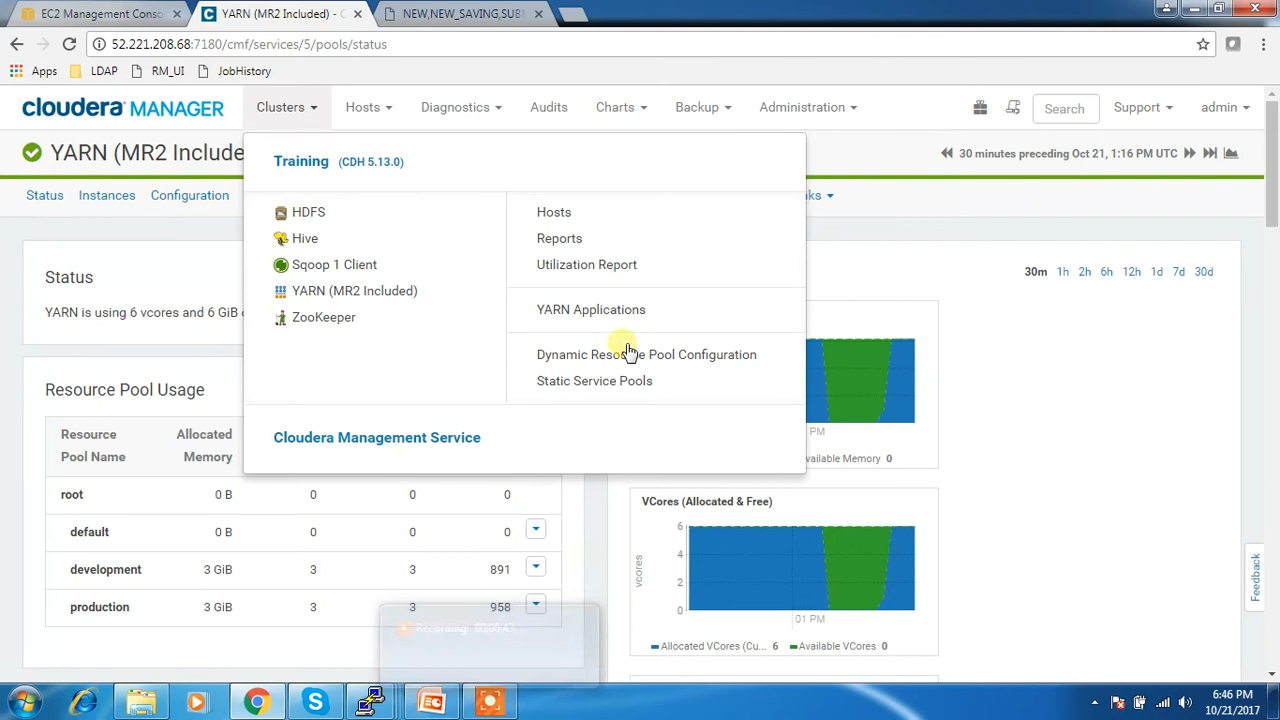 EC2 Management Conso
YARN (MR2 Included) - C
NEW,NEW_SAVING,SUBM
52.221.208.68:7180/cmf/services/5/pools/status
Apps
LDAP
RM_UI
JobHistory
cloudera MANAGER
Clusters
Hosts
Diagnostics
Audits
Charts
Backup
Administration
Search
Support
admin
YARN (MR2 Include
30 minutes preceding Oct 21, 1:16 PM UTC
Status
Instances
Configuration
nks
Training (CDH 5.13.0)
HDFS
Hive
Sqoop 1 Client
YARN (MR2 Included)
ZooKeeper
Hosts
Reports
Utilization Report
YARN Applications
Dynamic Resource Pool Configuration
Static Service Pools
Cloudera Management Service
Status
YARN is using 6 vcores and 6 GiB
30m 1h 2h 6h 12h 1d 7d 30d
Resource Pool Usage
Resource Pool Name
Allocated Memory
root 0 B 0 0 0
default 0 B 0 0 0
development 3 GiB 3 3 891
production 3 GiB 3 3 958
PM
vailable Memory 0
VCores (Allocated & Free)
vcores
6
4
2
0
01 PM
Allocated VCores (Cu... 6
Available VCores 0
Feedback
Recording: 00:06:43
6:46 PM
10/21/2017